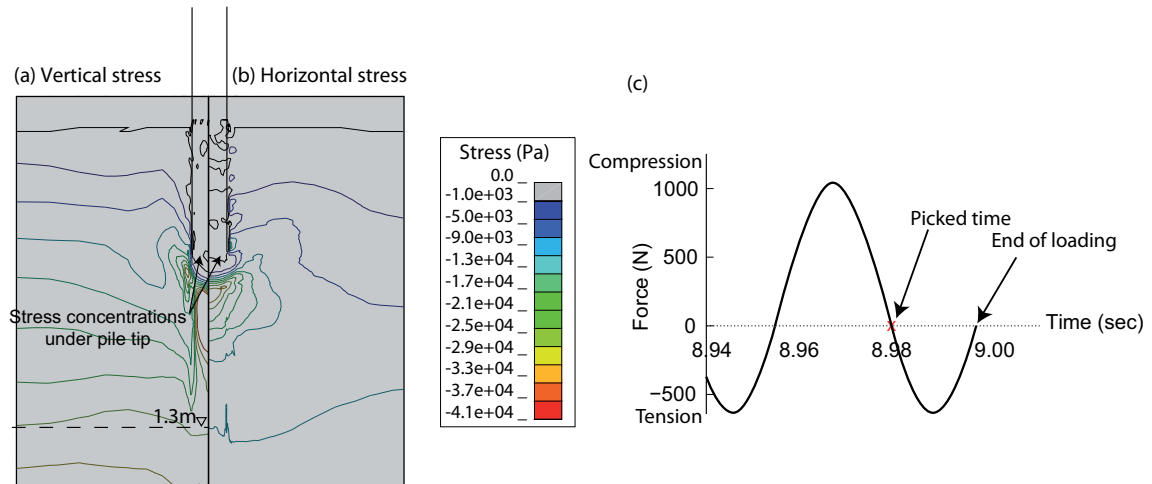 (a) Vertical stress
(b) Horizontal stress
Stress concentrations
under pile tip
1.3m
Stress (Pa)
0.0
-1.0e+03
-5.0e+03
-9.0e+03
-1.3e+04
-1.7e+04
-2.1e+04
-2.5e+04
-2.9e+04
-3.3e+04
-3.7e+04
-4.1e+04
(c)
Compression
1000
500
0
−500
Tension
Force (N)
Picked time
End of loading
Time (sec)
8.94
8.96
8.98
9.00